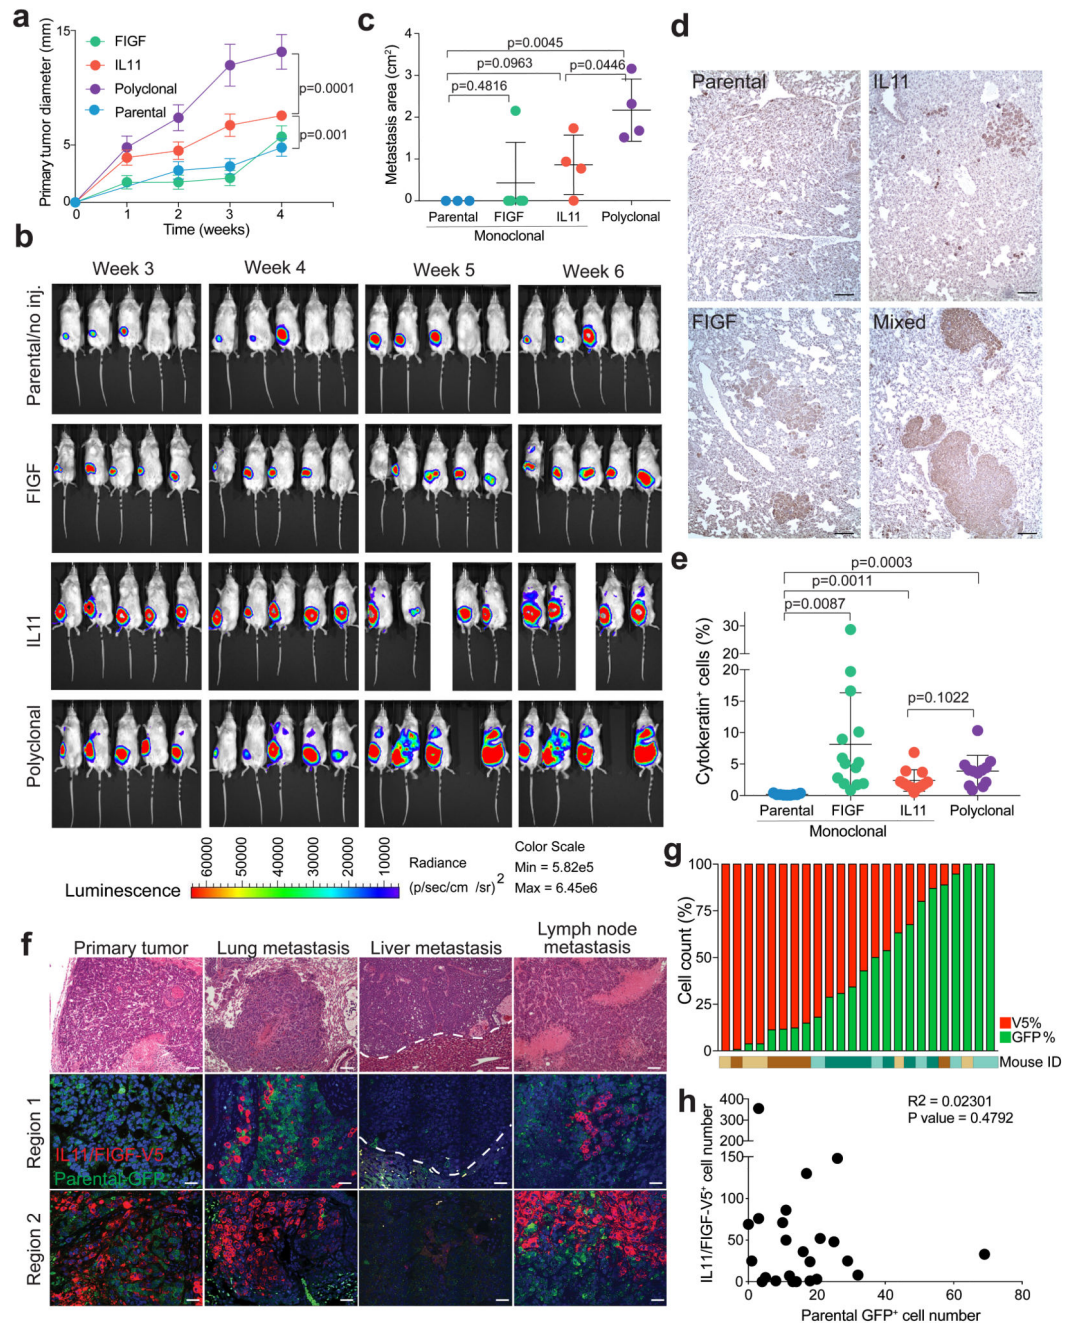 a
Primary tumor diameter (mm)
15
5
0
FIGF
IL11
Polyclonal
Parental
p=0.0001
p=0.001
0 1 2 3 4
Time (weeks)
b
Week 3 Week 4 Week 5 Week 6
Parental/no inj.
FIGF
IL11
Polyclonal
Luminescence
60000 50000 40000 30000 20000 10000
Radiance
(p/sec/cm /sr) 2
Color Scale
Min = 5.82e5
Max = 6.45e6
c
Metastasis area (cm2)
4
3
2
1
0
p=0.0045
p=0.0963
p=0.4816 p=0.0446
Parental FIGF IL11 Polyclonal
Monoclonal
d
Parental IL11
FIGF Mixed
e
Cytokeratin+ cells (%)
30
20
20
15
10
5
0
p=0.0003
p=0.0011
p=0.0087
p=0.1022
Parental FIGF IL11 Polyclonal
Monoclonal
f
Primary tumor Lung metastasis Liver metastasis Lymph node
metastasis
Region 1
IL11/FIGF-V5
Parental-GFP
Region 2
g
Cell count (%)
100
75
50
25
0
V5%
GFP%
Mouse ID
h
IL11/FIGF-V5+ cell number
400
300
200
150
100
50
0
R2 = 0.02301
P value = 0.4792
0 20 40 60 80
Parental GFP+ cell number